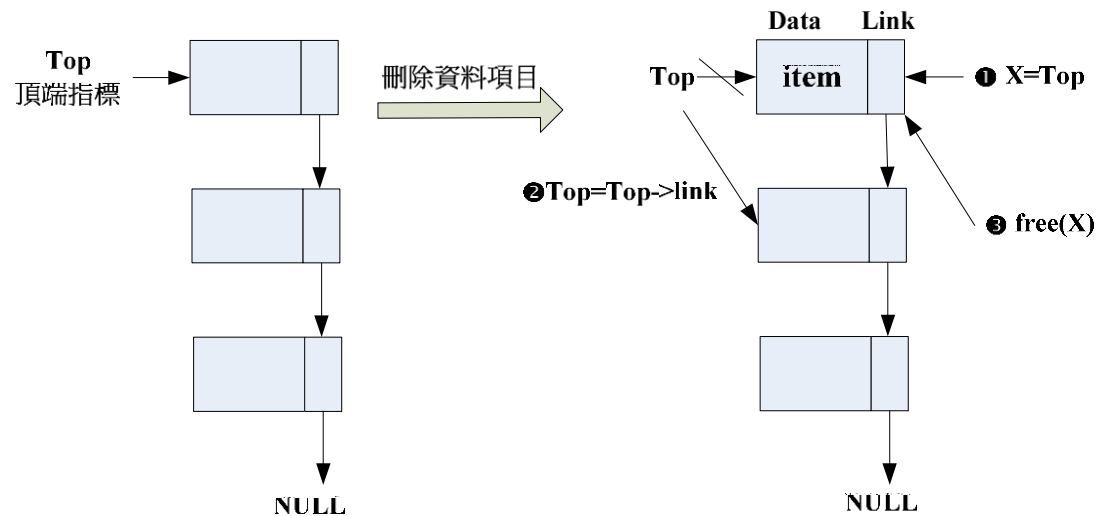 Top
頂端指標
NULL
刪除資料項目
Data Link
Top
item
❶ X=Top
❷Top=Top->link
❸ free(X)
NULL